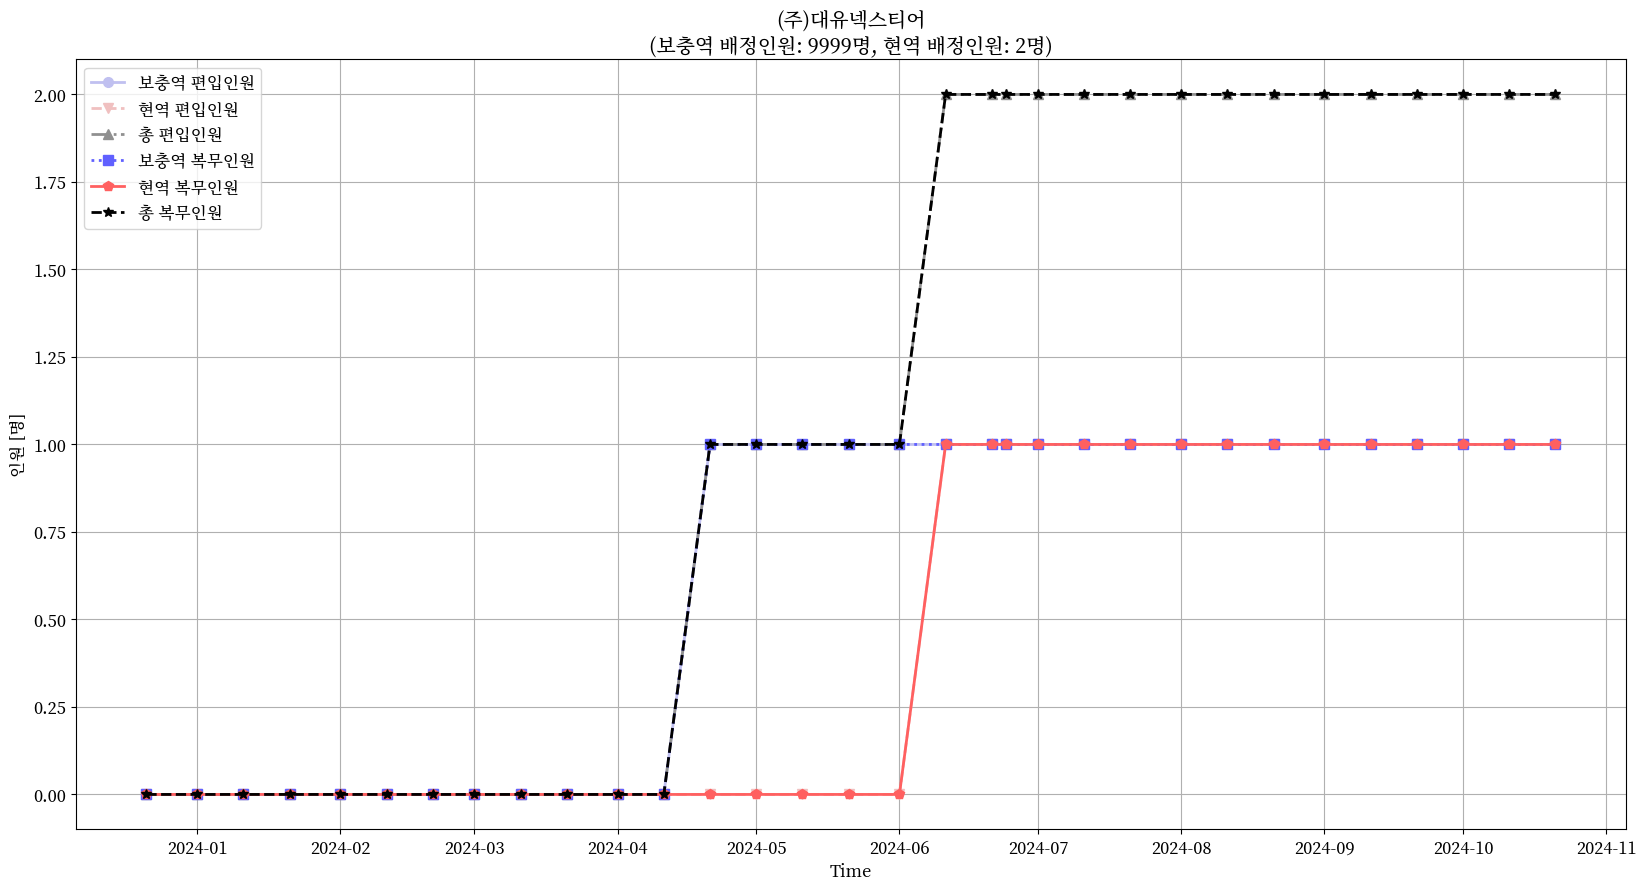 (주)대유넥스티어
(보충역 배정인원: 9999명, 현역 배정인원: 2명)
보충역 편입인원
현역 편입인원
총 편입인원
보충역 복무인원
현역 복무인원
총 복무인원
2.00
1.75
1.50
1.25
1.00
0.75
0.50
0.25
0.00
인원 [명]
2024-01 2024-02 2024-03 2024-04 2024-05 2024-06 2024-07 2024-08 2024-09 2024-10 2024-11
Time